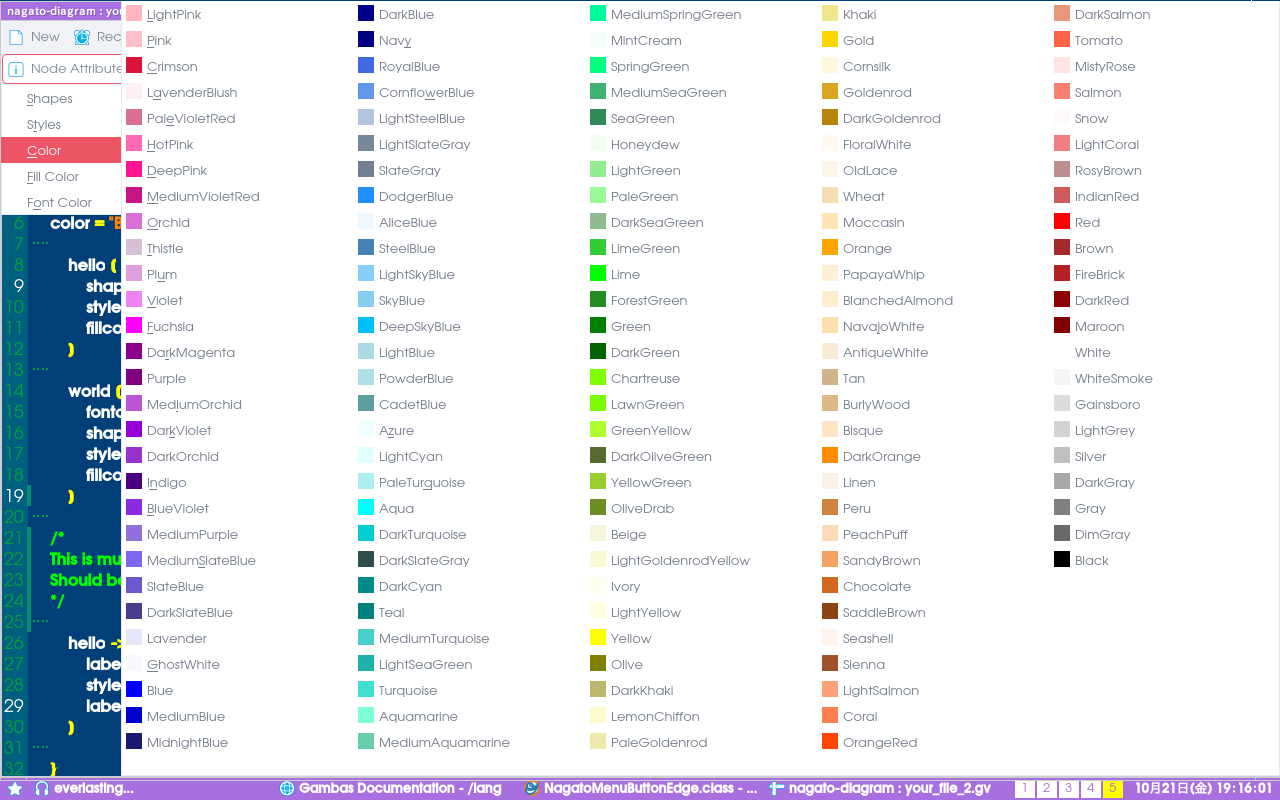 nagato-diagram : you
New Rec
Node Attribute
Shapes
Styles
Color
Fill Color
Font Color
6 color = "B
7 ····
8 hello (
9 shap
10 style
11 fillco
12 )
13 ····
14 world (
15 fontc
16 shap
17 style
18 fillco
19 )
20 ····
21 /*
22 This is mu
23 Should be
24 */
25 ····
26 hello ->
27 labe
28 style
29 labe
30 )
31 ····
32 }
LightPink
Pink
Crimson
LavenderBlush
PaleVioletRed
HotPink
DeepPink
MediumVioletRed
Orchid
Thistle
Plum
Violet
Fuchsia
DarkMagenta
Purple
MediumOrchid
DarkViolet
DarkOrchid
Indigo
BlueViolet
MediumPurple
MediumSlateBlue
SlateBlue
DarkSlateBlue
Lavender
GhostWhite
Blue
MediumBlue
MidnightBlue
DarkBlue
Navy
RoyalBlue
CornflowerBlue
LightSteelBlue
LightSlateGray
SlateGray
DodgerBlue
AliceBlue
SteelBlue
LightSkyBlue
SkyBlue
DeepSkyBlue
LightBlue
PowderBlue
CadetBlue
Azure
LightCyan
PaleTurquoise
Aqua
DarkTurquoise
DarkSlateGray
DarkCyan
Teal
MediumTurquoise
LightSeaGreen
Turquoise
Aquamarine
MediumAquamarine
MediumSpringGreen
MintCream
SpringGreen
MediumSeaGreen
SeaGreen
Honeydew
LightGreen
PaleGreen
DarkSeaGreen
LimeGreen
Lime
ForestGreen
Green
DarkGreen
Chartreuse
LawnGreen
GreenYellow
DarkOliveGreen
YellowGreen
OliveDrab
Beige
LightGoldenrodYellow
Ivory
LightYellow
Yellow
Olive
DarkKhaki
LemonChiffon
PaleGoldenrod
Khaki
Gold
Cornsilk
Goldenrod
DarkGoldenrod
FloralWhite
OldLace
Wheat
Moccasin
Orange
PapayaWhip
BlanchedAlmond
NavajoWhite
AntiqueWhite
Tan
BurlyWood
Bisque
DarkOrange
Linen
Peru
PeachPuff
SandyBrown
Chocolate
SaddleBrown
Seashell
Sienna
LightSalmon
Coral
OrangeRed
DarkSalmon
Tomato
MistyRose
Salmon
Snow
LightCoral
RosyBrown
IndianRed
Red
Brown
FireBrick
DarkRed
Maroon
White
WhiteSmoke
Gainsboro
LightGrey
Silver
DarkGray
Gray
DimGray
Black
everlasting... Gambas Documentation - /lang NagatoMenuButtonEdge.class - ... nagato-diagram : your_file_2.gv 1 2 3 4 5 10月21日(金) 19:16:01